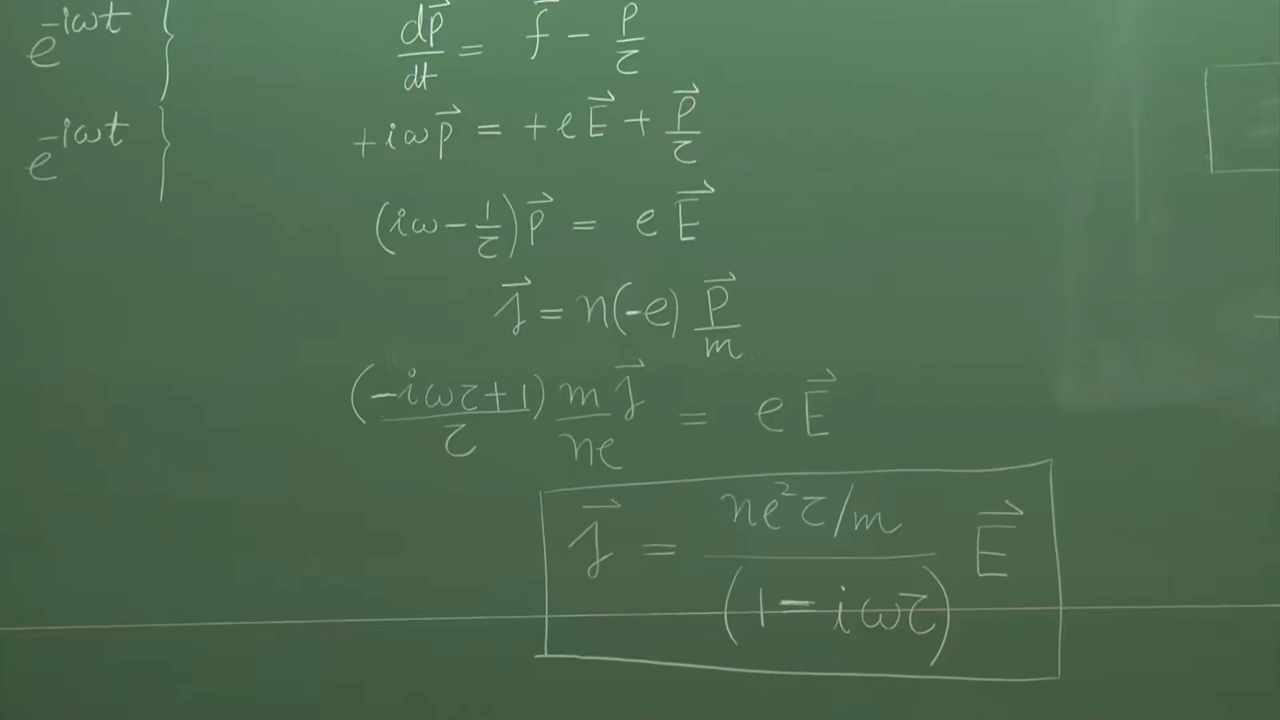 e^{-iωt} }
dp⃗/dt = f⃗ - p/τ
e^{-iωt} }
+iωp⃗ = +eE⃗ + p⃗/τ
(iω - 1/τ)p⃗ = eE⃗
j⃗ = n(-e) p⃗/m
(-iωτ+1)/τ mj⃗/ne = eE⃗
j⃗ = ne²τ/m / (1 - iωτ) E⃗